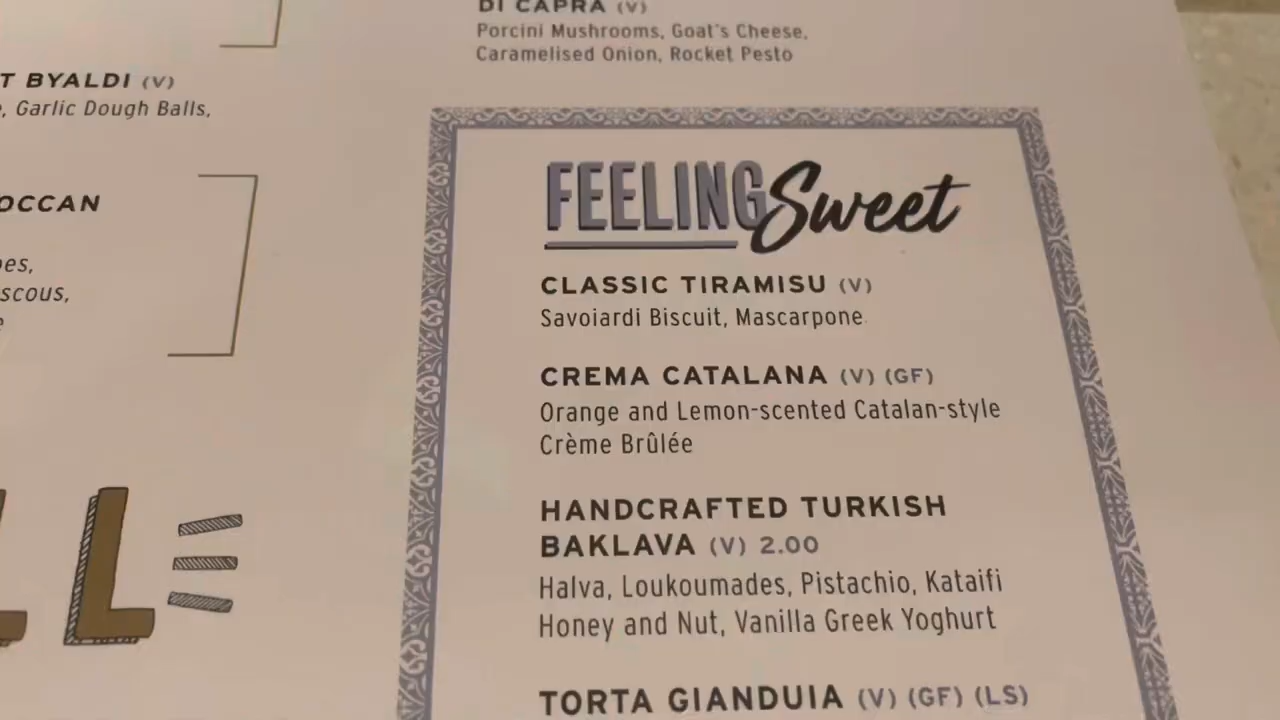 DI CAPRA (V)
Porcini Mushrooms, Goat's Cheese,
Caramelised Onion, Rocket Pesto
BYALDI (V)
Garlic Dough Balls,
FEELING Sweet
CLASSIC TIRAMISU (V)
Savoiardi Biscuit, Mascarpone
CREMA CATALANA (V) (GF)
Orange and Lemon-scented Catalan-style
Crème Brûlée
HANDCRAFTED TURKISH
BAKLAVA (V) 2.00
Halva, Loukoumades, Pistachio, Kataifi
Honey and Nut, Vanilla Greek Yoghurt
TORTA GIANDUIA (V) (GF) (LS)